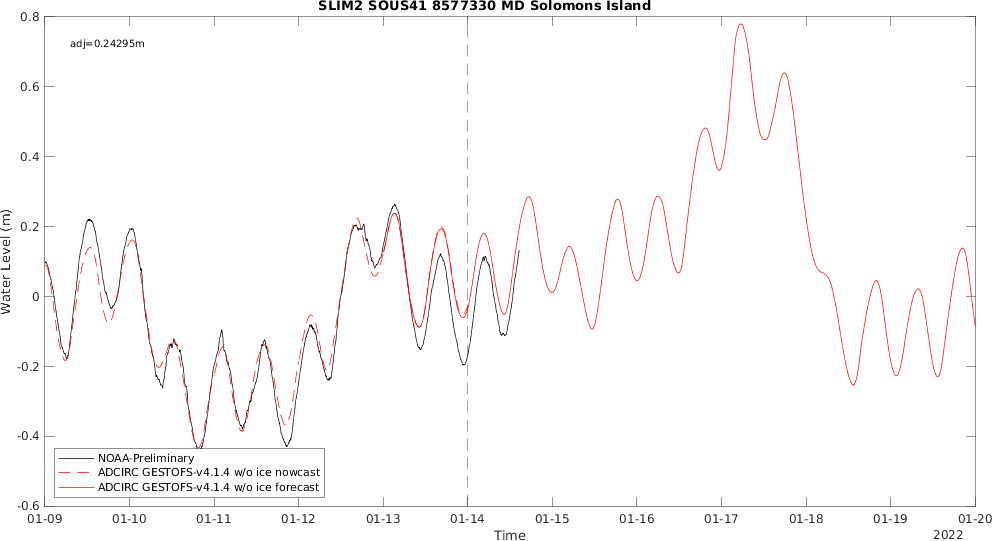 SLIM2 SOUS41 8577330 MD Solomons Island
adj=0.24295m
0.8
0.6
0.4
0.2
0
-0.2
-0.4
-0.6
Water Level (m)
NOAA-Preliminary
ADCIRC GESTOFS-v4.1.4 w/o ice nowcast
ADCIRC GESTOFS-v4.1.4 w/o ice forecast
01-09 01-10 01-11 01-12 01-13 01-14 01-15 01-16 01-17 01-18 01-19 01-20
Time
2022